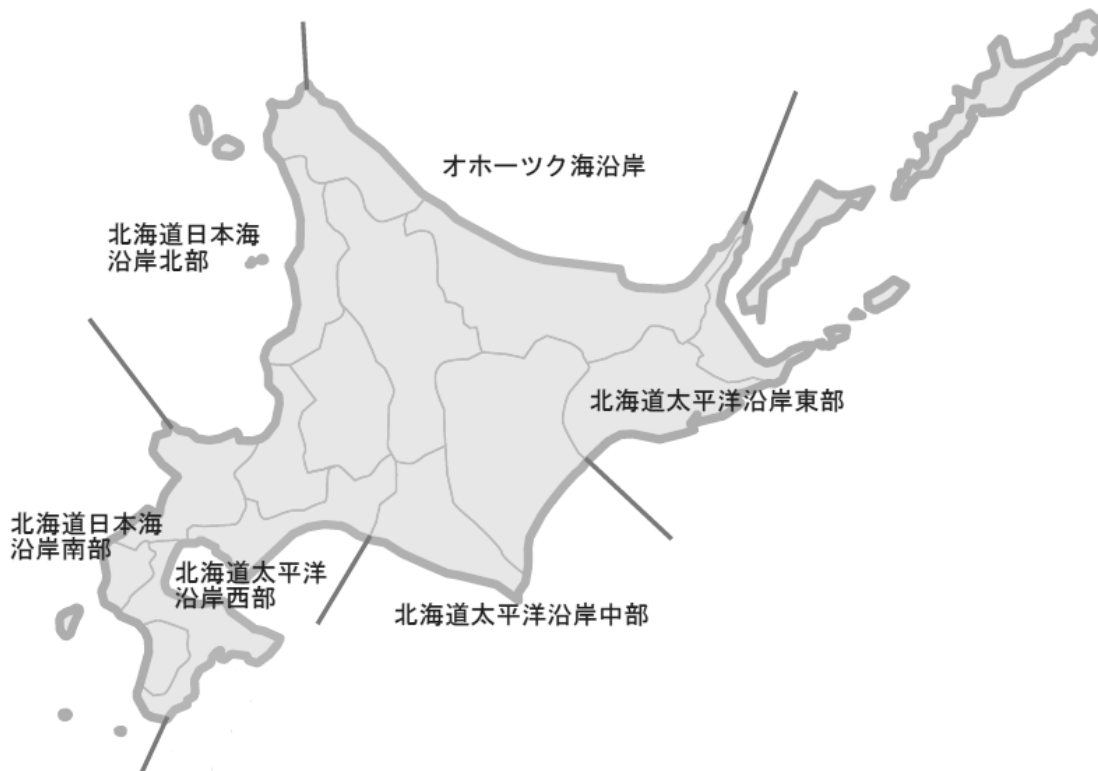 オホーツク海沿岸
北海道日本海
沿岸北部
北海道太平洋沿岸東部
北海道日本海
沿岸南部
北海道太平洋
沿岸西部
北海道太平洋沿岸中部